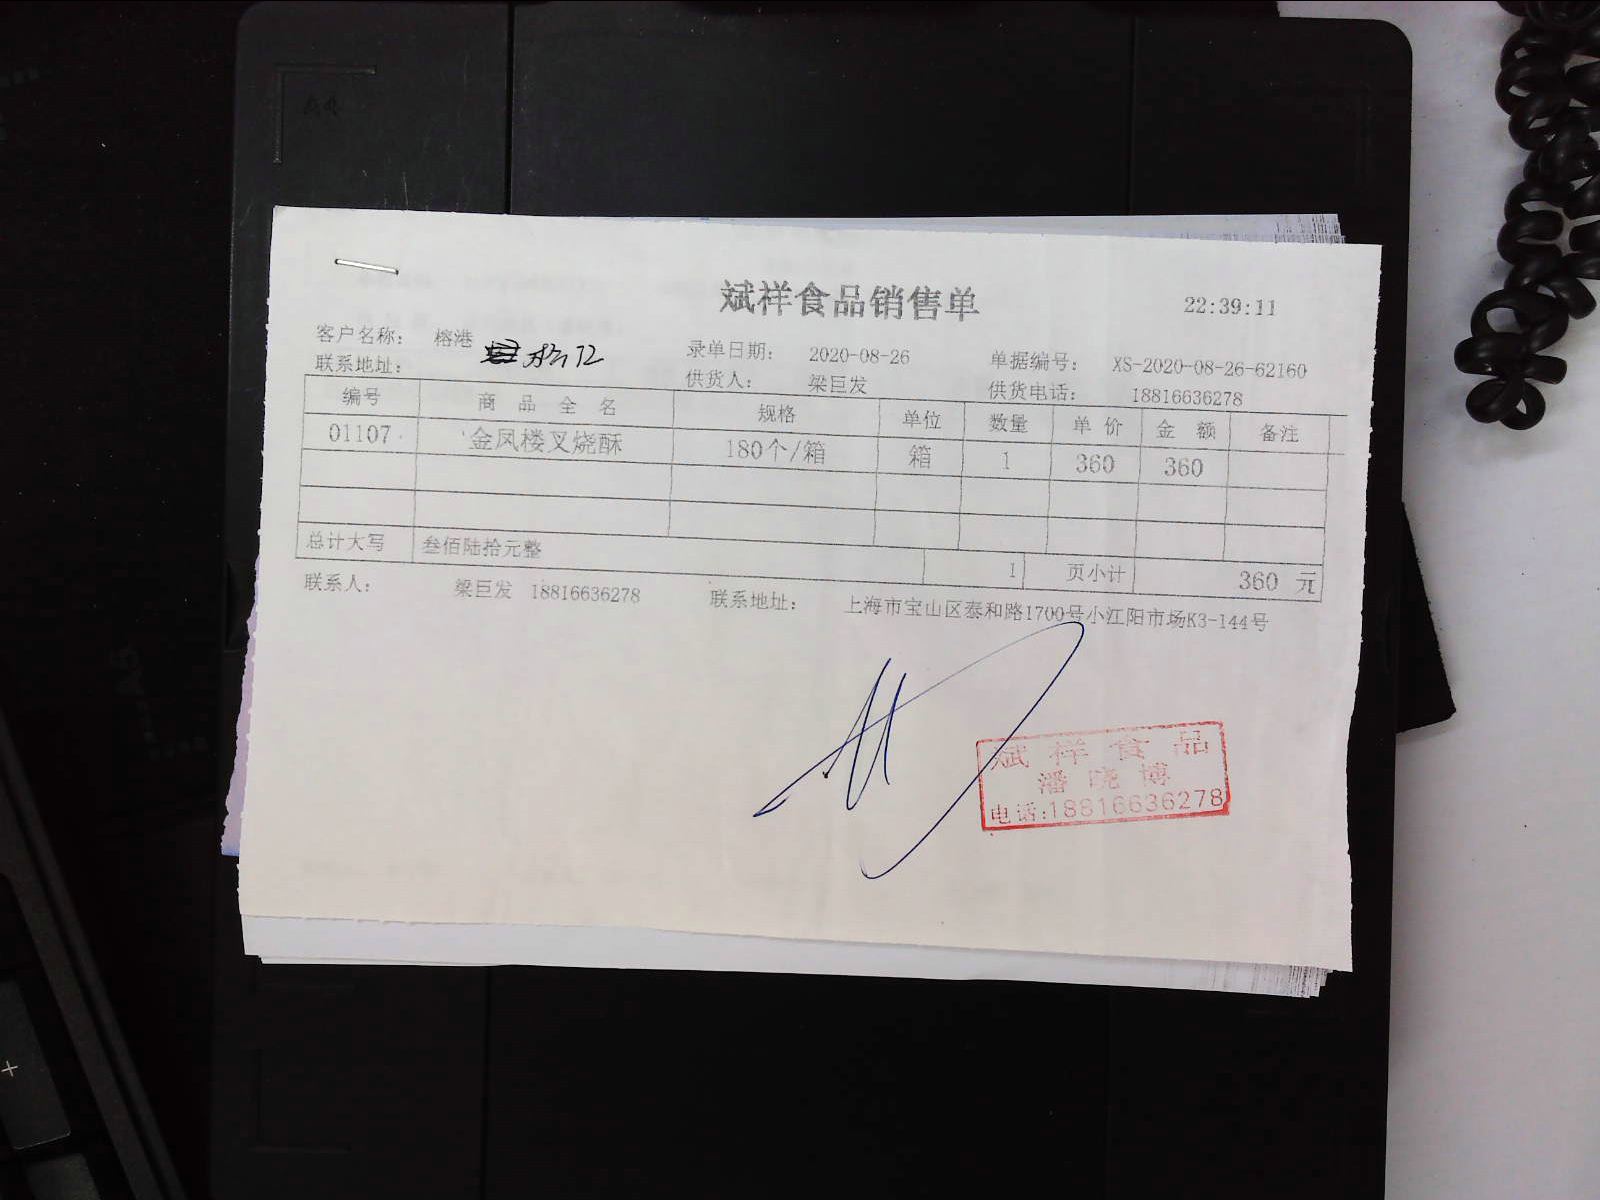 斌祥食品销售单 22:39:11
客户名称： 榕港 录单日期： 2020-08-26 单据编号： XS-2020-08-26-62160
联系地址： 供货人： 梁巨发 供货电话： 18816636278
编号 商品全名 规格 单位 数量 单价 金额 备注
01107 金凤楼叉烧酥 180个/箱 箱 1 360 360
总计大写 叁佰陆拾元整 1 页小计 360 元
联系人： 梁巨发 18816636278 联系地址： 上海市宝山区泰和路1700号小江阳市场K3-144号
斌祥食品
潘晓博
电话:18816636278
A4
A5
+